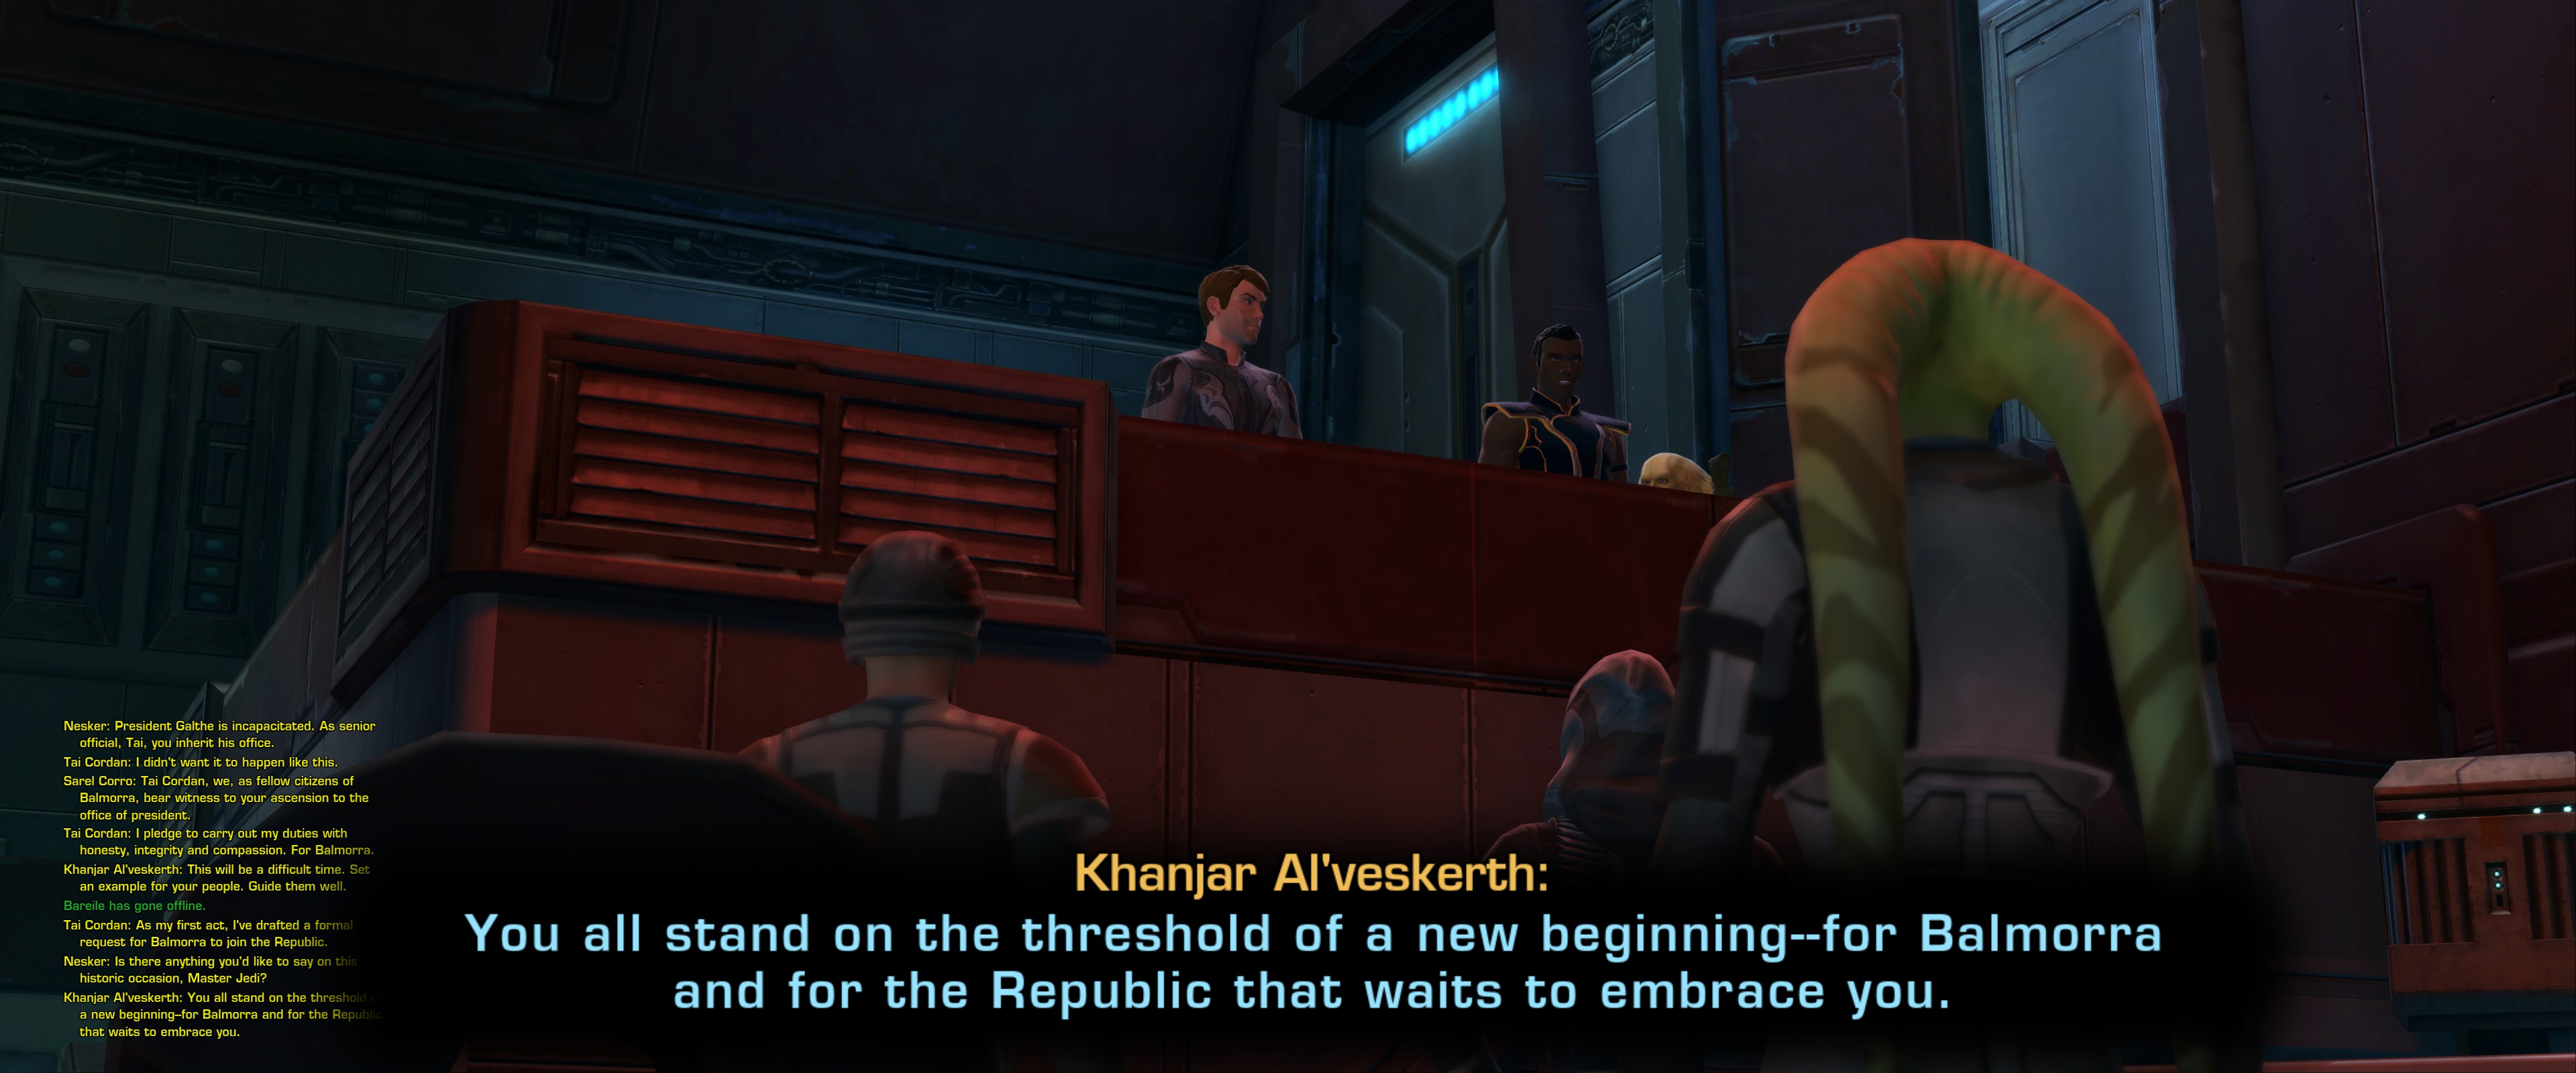 Nesker: President Galthe is incapacitated. As senior
official, Tai, you inherit his office.
Tai Cordan: I didn't want it to happen like this.
Sarel Corro: Tai Cordan, we, as fellow citizens of
Balmorra, bear witness to your ascension to the
office of president.
Tai Cordan: I pledge to carry out my duties with
honesty, integrity and compassion. For Balmorra.
Khanjar Al'veskerth: This will be a difficult time. Set
an example for your people. Guide them well.
Bareile has gone offline.
Tai Cordan: As my first act, I've drafted a formal
request for Balmorra to join the Republic.
Nesker: Is there anything you'd like to say on this
historic occasion, Master Jedi?
Khanjar Al'veskerth: You all stand on the threshold of
a new beginning--for Balmorra and for the Republic
that waits to embrace you.
Khanjar Al'veskerth:
You all stand on the threshold of a new beginning--for Balmorra
and for the Republic that waits to embrace you.